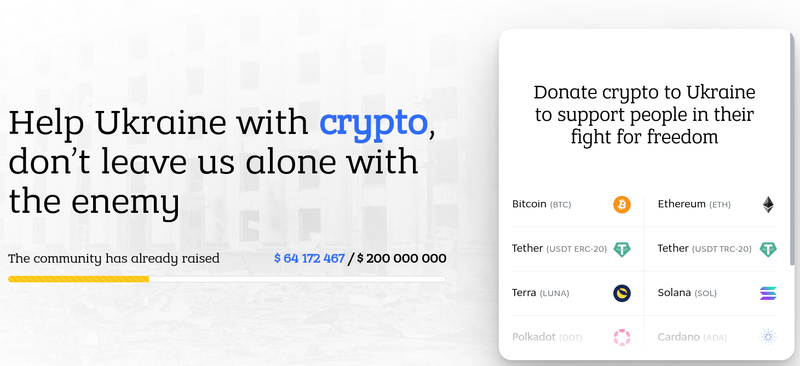 Help Ukraine with crypto,
don’t leave us alone with
the enemy
The community has already raised
$ 64 172 467 / $ 200 000 000
Donate crypto to Ukraine
to support people in their
fight for freedom
Bitcoin (BTC)
Ethereum (ETH)
Tether (USDT ERC-20)
Tether (USDT TRC-20)
Terra (LUNA)
Solana (SOL)
Polkadot (DOT)
Cardano (ADA)